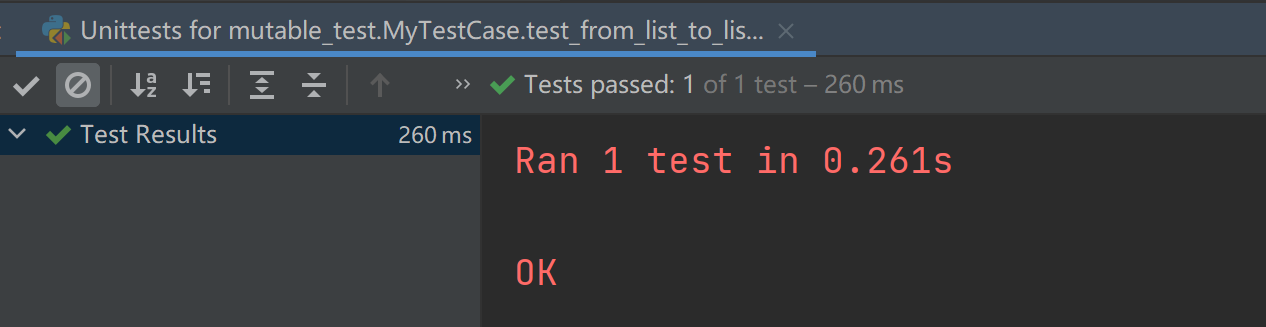 Unittests for mutable_test.MyTestCase.test_from_list_to_lis...
Tests passed: 1 of 1 test – 260 ms
Test Results 260 ms
Ran 1 test in 0.261s
OK